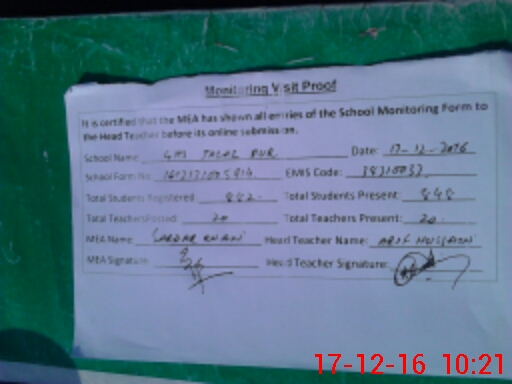 Monitoring Visit Proof
It is certified that the MEA has shown all entries of the School Monitoring Form to
the Head Teacher before its online submission.
School Name: GHS JALAL PUR Date: 17-12-2016
School Form No: EMIS Code:
Total Students Registered: 882 Total Students Present: 848
Total Teachers Posted: 20 Total Teachers Present: 20
MEA Name: SARDAR KHAN Head Teacher Name: ARIF HUSSAIN
MEA Signature: Head Teacher Signature:
17-12-16 10:21